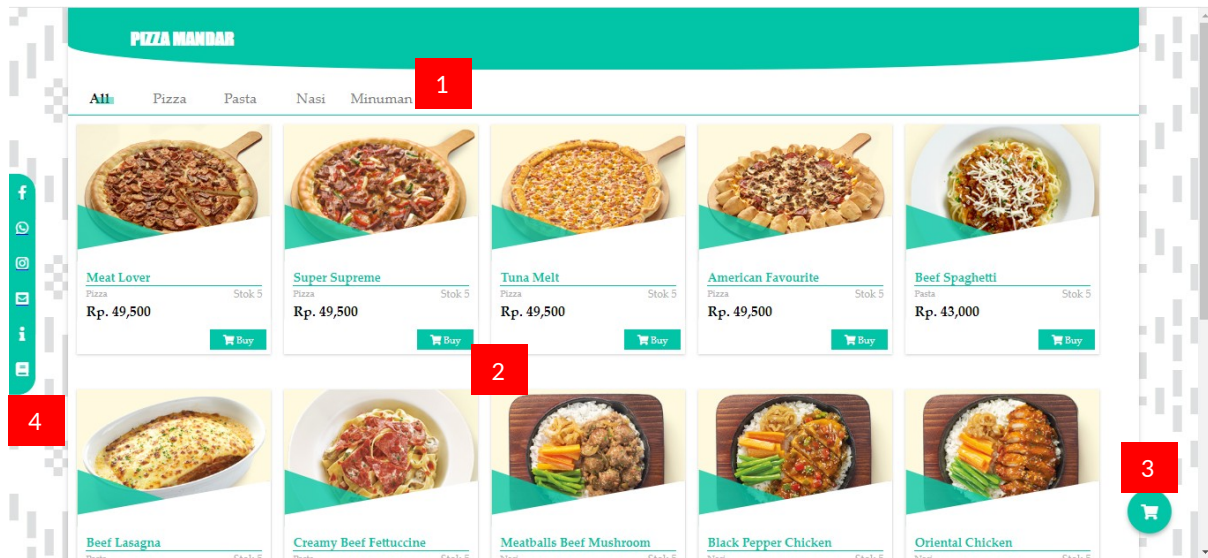 PIZZA MANDAR
1
All Pizza Pasta Nasi Minuman
Meat Lover Super Supreme Tuna Melt American Favourite Beef Spaghetti
Pizza Stok 5 Pizza Stok 5 Pizza Stok 5 Pizza Stok 5 Pasta Stok 5
Rp. 49,500 Rp. 49,500 Rp. 49,500 Rp. 49,500 Rp. 43,000
Buy Buy Buy Buy Buy
2
4
3
Beef Lasagna Creamy Beef Fettuccine Meatballs Beef Mushroom Black Pepper Chicken Oriental Chicken